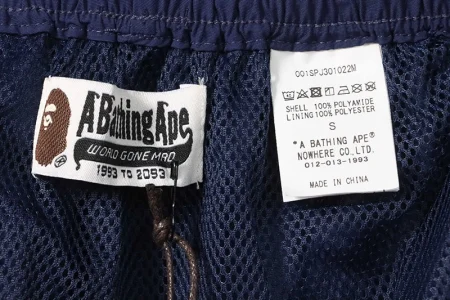 A Bathing Ape
WORLD GONE MAD
1993 TO 2093
001SPJ301022M
SHELL 100% POLYAMIDE
LINING 100% POLYESTER
S
"A BATHING APE®
NOWHERE CO.,LTD.
012-013-1993
MADE IN CHINA